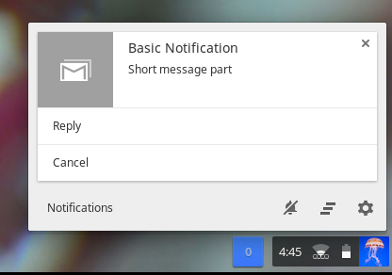 Basic Notification
Short message part
Reply
Cancel
Notifications
0
4:45